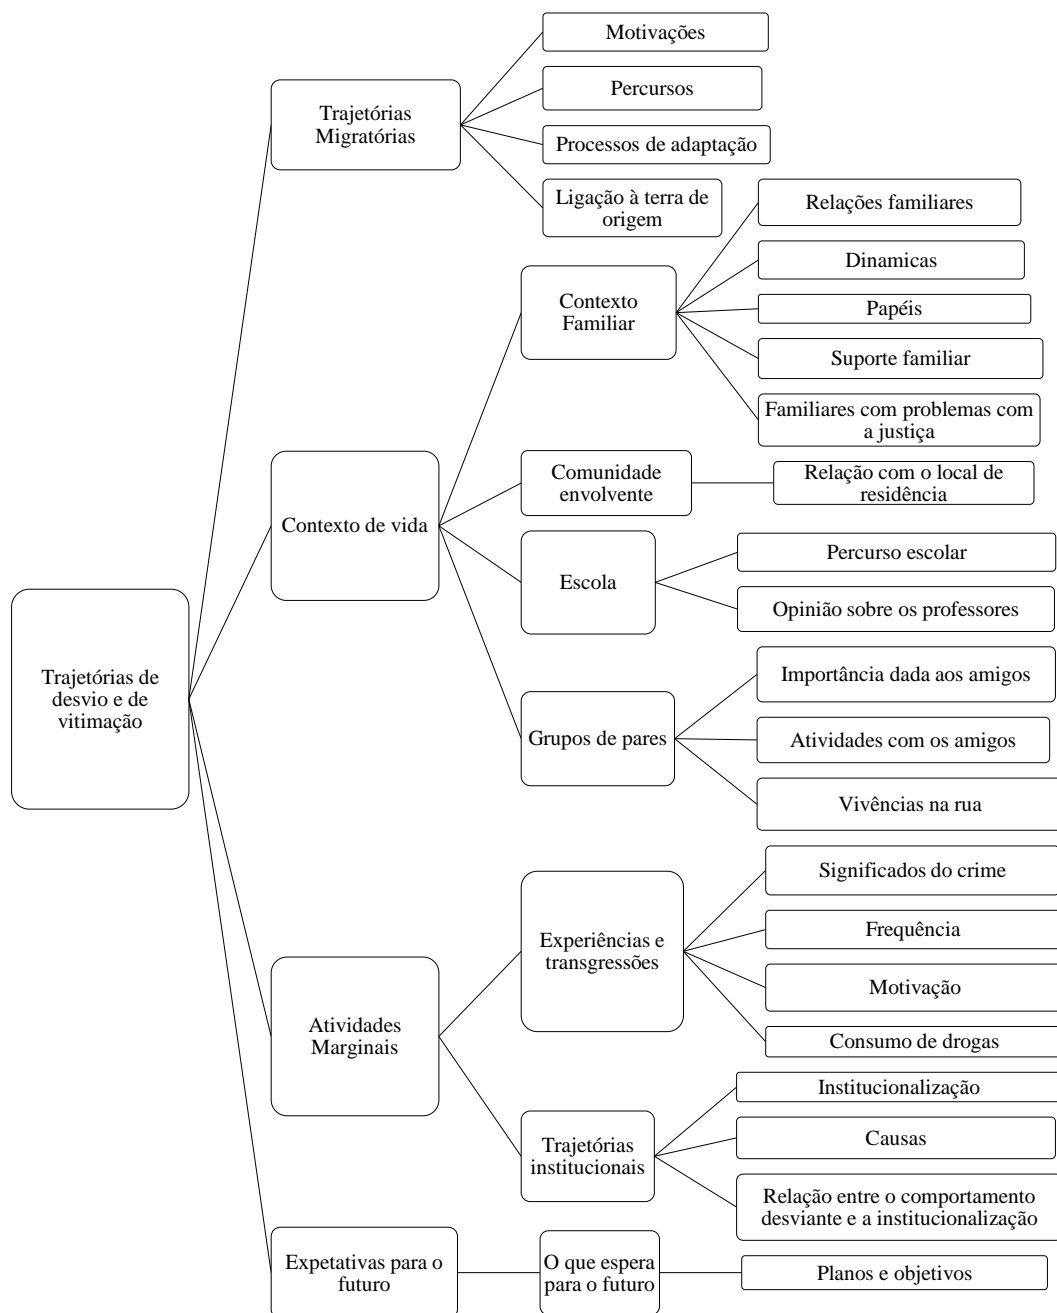 Motivações
Trajetórias
Migratórias
Percursos
Processos de adaptação
Ligação à terra de
origem
Relações familiares
Contexto
Familiar
Dinamicas
Papéis
Suporte familiar
Familiares com problemas com
a justiça
Contexto de vida
Comunidade
envolvente
Relação com o local de
residência
Escola
Percurso escolar
Opinião sobre os professores
Trajetórias de
desvio e de
vitimação
Grupos de pares
Importância dada aos amigos
Atividades com os amigos
Vivências na rua
Atividades
Marginais
Experiências e
transgressões
Significados do crime
Frequência
Motivação
Consumo de drogas
Trajetórias
institucionais
Institucionalização
Causas
Relação entre o comportamento
desviante e a institucionalização
Expetativas para o
futuro
O que espera
para o futuro
Planos e objetivos